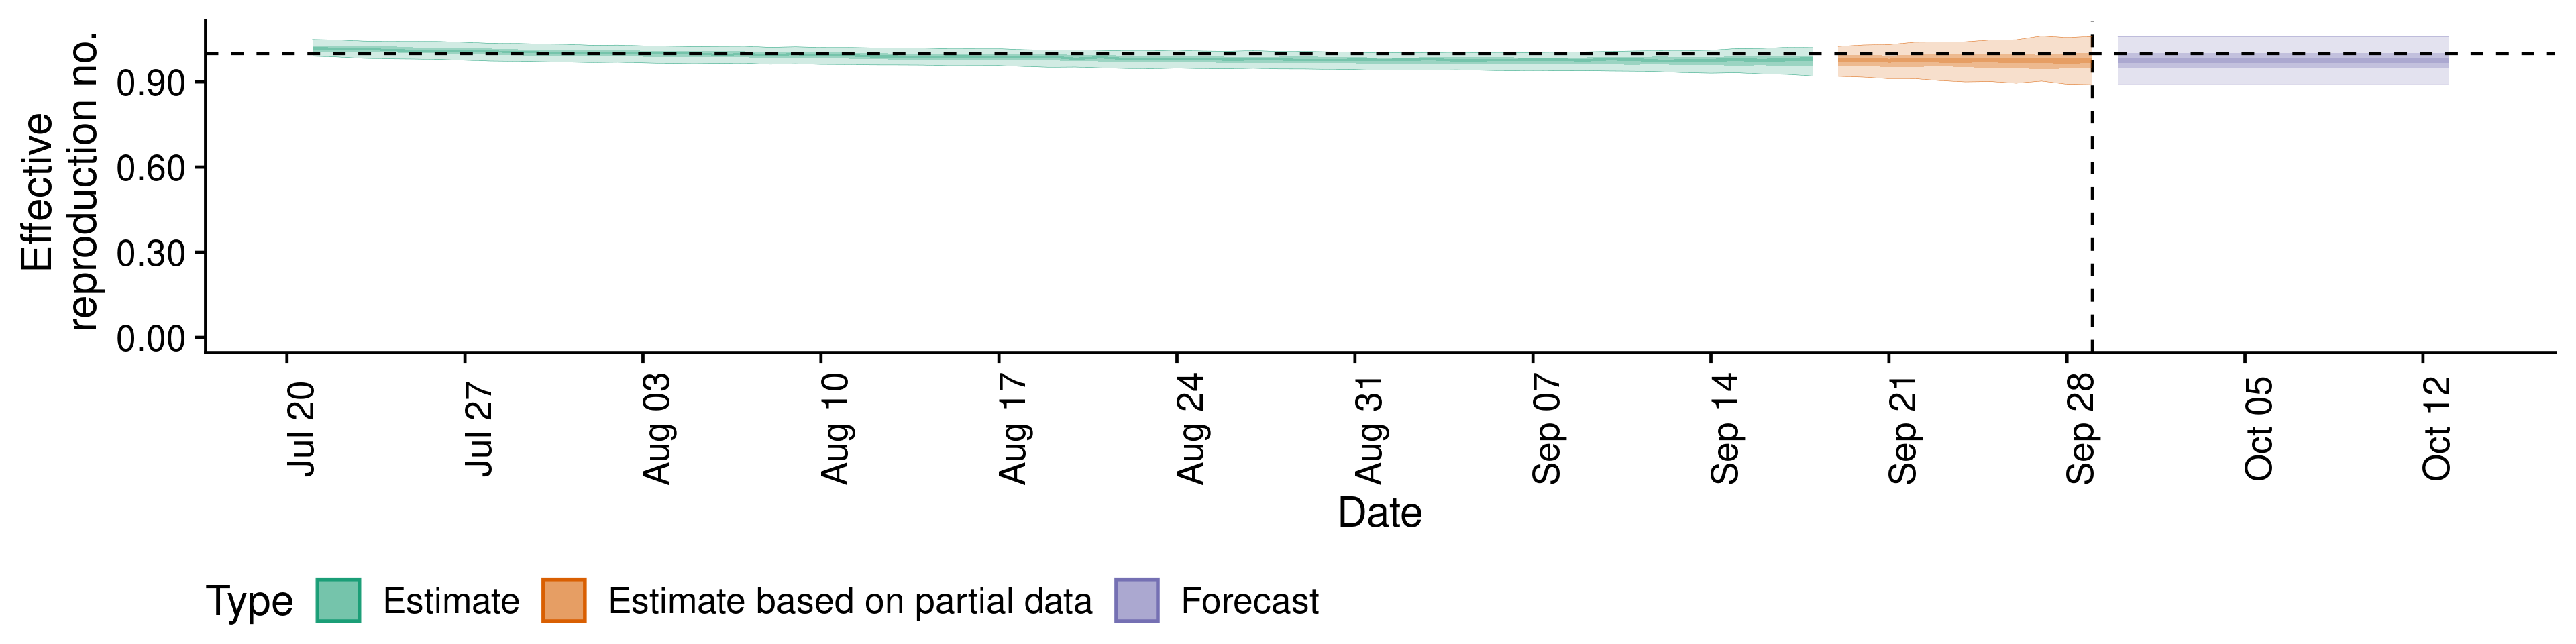 Effective
reproduction no.
0.90
0.60
0.30
0.00
Jul 20
Jul 27
Aug 03
Aug 10
Aug 17
Aug 24
Aug 31
Sep 07
Sep 14
Sep 21
Sep 28
Oct 05
Oct 12
Date
Type Estimate Estimate based on partial data Forecast